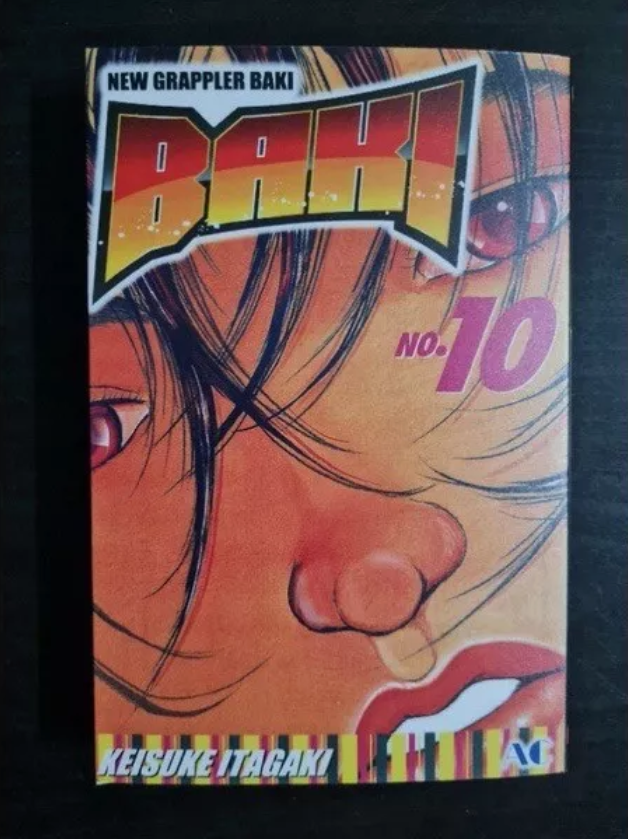 NEW GRAPPLER BAKI
BAKI
NO.10
KEISUKE ITAGAKI
AC